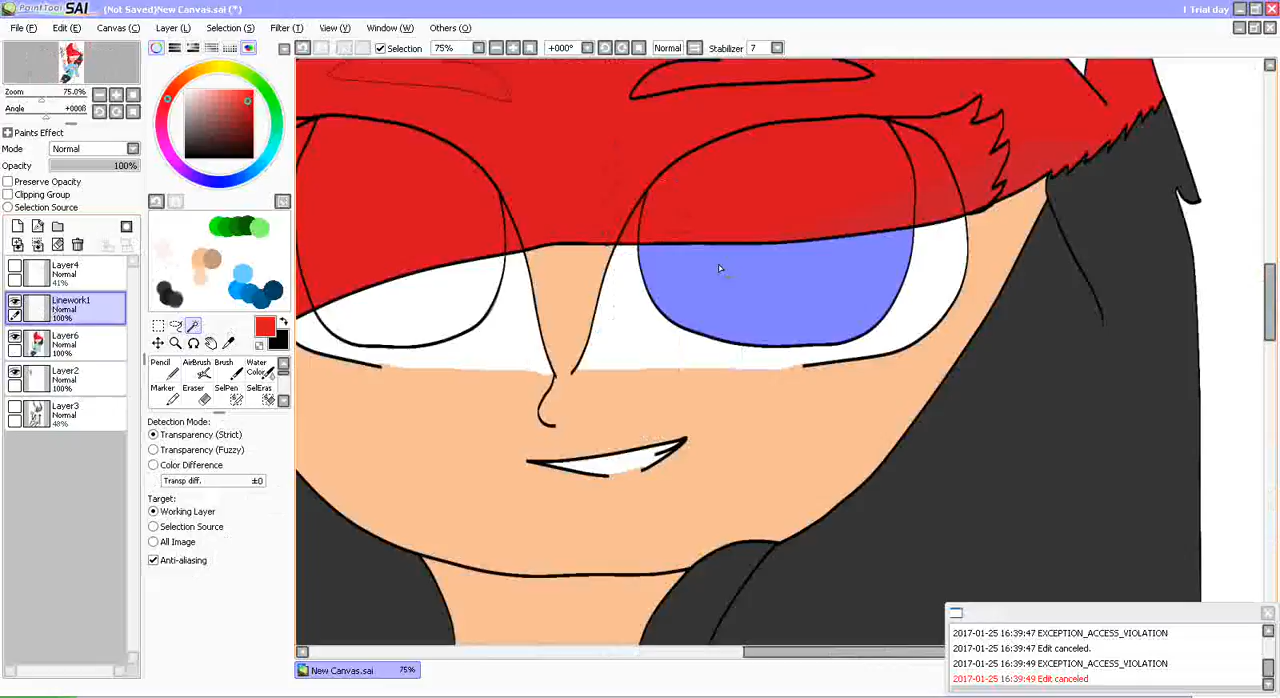 PaintTool SAI (Not Saved)New Canvas.sai (*) 1 Trial day
File (F) Edit (E) Canvas (C) Layer (L) Selection (S) Filter (T) View (V) Window (W) Others (O)
Selection 75% +000° Normal Stabilizer 7
Zoom 75.0%
Angle +000θ
Paints Effect
Mode Normal
Opacity 100%
Preserve Opacity
Clipping Group
Selection Source
Layer4
Normal
41%
Linework1
Normal
100%
Layer6
Normal
100%
Layer2
Normal
100%
Layer3
Normal
48%
Pencil AirBrush Brush Water Color
Marker Eraser SelPen SelEras
Detection Mode:
Transparency (Strict)
Transparency (Fuzzy)
Color Difference
Transp diff. ±0
Target:
Working Layer
Selection Source
All Image
Anti-aliasing
New Canvas.sai 75%
2017-01-25 16:39:47 EXCEPTION_ACCESS_VIOLATION
2017-01-25 16:39:47 Edit canceled.
2017-01-25 16:39:49 EXCEPTION_ACCESS_VIOLATION
2017-01-25 16:39:49 Edit canceled